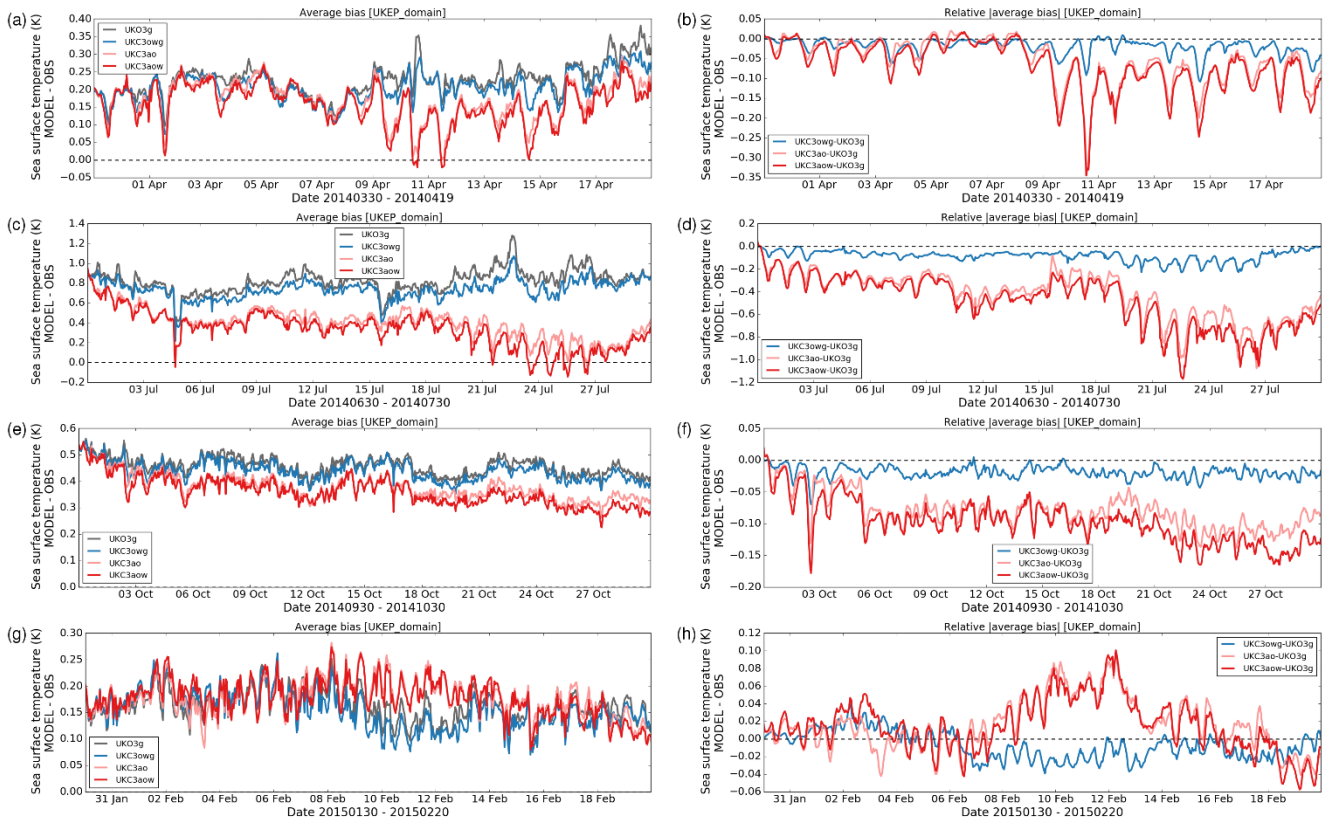 (a)
Average bias [UKEP_domain]
Sea surface temperature (K)
MODEL - OBS
0.40
0.35
0.30
0.25
0.20
0.15
0.10
0.05
0.00
−0.05
UKO3g
UKC3owg
UKC3ao
UKC3aow
01 Apr 03 Apr 05 Apr 07 Apr 09 Apr 11 Apr 13 Apr 15 Apr 17 Apr
Date 20140330 - 20140419
(b)
Relative |average bias| [UKEP_domain]
Sea surface temperature (K)
MODEL - OBS
0.05
0.00
−0.05
−0.10
−0.15
−0.20
−0.25
−0.30
−0.35
UKC3owg-UKO3g
UKC3ao-UKO3g
UKC3aow-UKO3g
01 Apr 03 Apr 05 Apr 07 Apr 09 Apr 11 Apr 13 Apr 15 Apr 17 Apr
Date 20140330 - 20140419
(c)
Average bias [UKEP_domain]
Sea surface temperature (K)
MODEL - OBS
1.4
1.2
1.0
0.8
0.6
0.4
0.2
0.0
−0.2
UKO3g
UKC3owg
UKC3ao
UKC3aow
03 Jul 06 Jul 09 Jul 12 Jul 15 Jul 18 Jul 21 Jul 24 Jul 27 Jul
Date 20140630 - 20140730
(d)
Relative |average bias| [UKEP_domain]
Sea surface temperature (K)
MODEL - OBS
0.2
0.0
−0.2
−0.4
−0.6
−0.8
−1.0
−1.2
UKC3owg-UKO3g
UKC3ao-UKO3g
UKC3aow-UKO3g
03 Jul 06 Jul 09 Jul 12 Jul 15 Jul 18 Jul 21 Jul 24 Jul 27 Jul
Date 20140630 - 20140730
(e)
Average bias [UKEP_domain]
Sea surface temperature (K)
MODEL - OBS
0.6
0.5
0.4
0.3
0.2
0.1
0.0
UKO3g
UKC3owg
UKC3ao
UKC3aow
03 Oct 06 Oct 09 Oct 12 Oct 15 Oct 18 Oct 21 Oct 24 Oct 27 Oct
Date 20140930 - 20141030
(f)
Relative |average bias| [UKEP_domain]
Sea surface temperature (K)
MODEL - OBS
0.05
0.00
−0.05
−0.10
−0.15
−0.20
UKC3owg-UKO3g
UKC3ao-UKO3g
UKC3aow-UKO3g
03 Oct 06 Oct 09 Oct 12 Oct 15 Oct 18 Oct 21 Oct 24 Oct 27 Oct
Date 20140930 - 20141030
(g)
Average bias [UKEP_domain]
Sea surface temperature (K)
MODEL - OBS
0.30
0.25
0.20
0.15
0.10
0.05
0.00
UKO3g
UKC3owg
UKC3ao
UKC3aow
31 Jan 02 Feb 04 Feb 06 Feb 08 Feb 10 Feb 12 Feb 14 Feb 16 Feb 18 Feb
Date 20150130 - 20150220
(h)
Relative |average bias| [UKEP_domain]
Sea surface temperature (K)
MODEL - OBS
0.12
0.10
0.08
0.06
0.04
0.02
0.00
−0.02
−0.04
−0.06
UKC3owg-UKO3g
UKC3ao-UKO3g
UKC3aow-UKO3g
31 Jan 02 Feb 04 Feb 06 Feb 08 Feb 10 Feb 12 Feb 14 Feb 16 Feb 18 Feb
Date 20150130 - 20150220